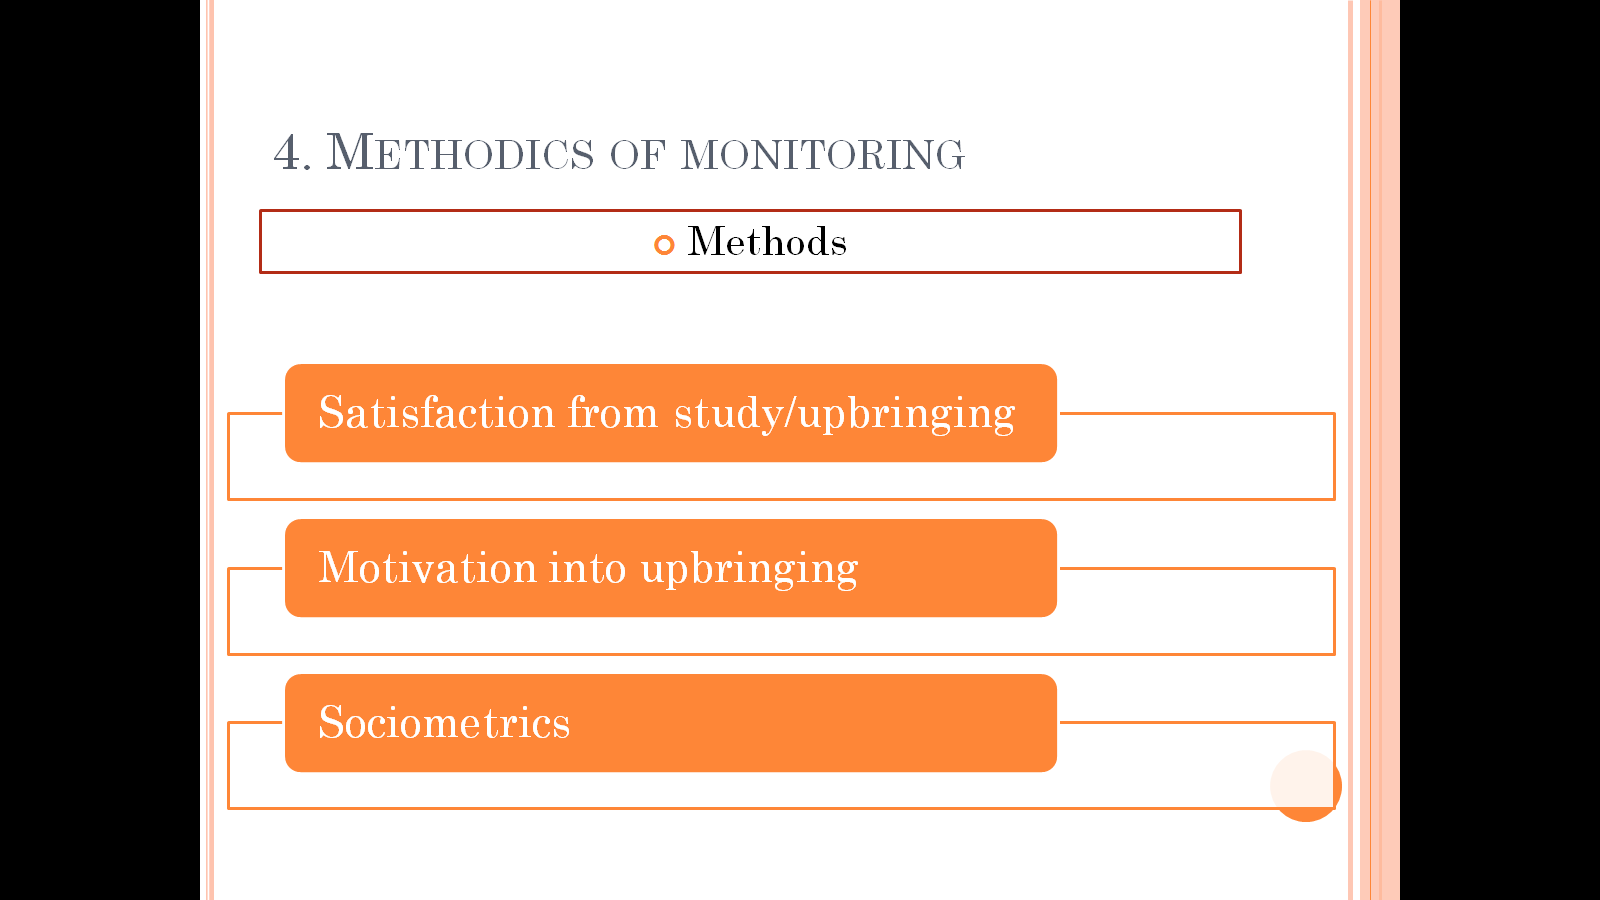 4. Methodics of monitoring
Methods
Satisfaction from study/upbringing
Motivation into upbringing
Sociometrics